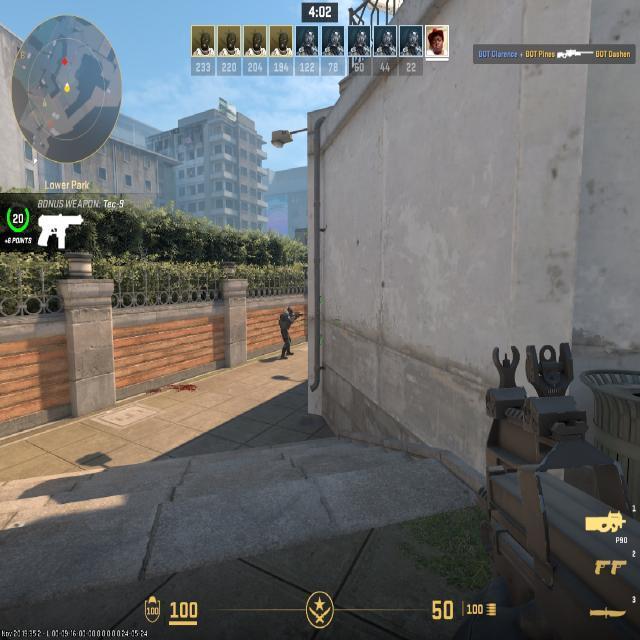 4:02
233 220 204 194 122 78 60 44 22
BOT Clarence + BOT Pines BOT Dashen
Lower Park
BONUS WEAPON: Tec-9
20
+6 POINTS
1
P90
2
3
100 100
50 100